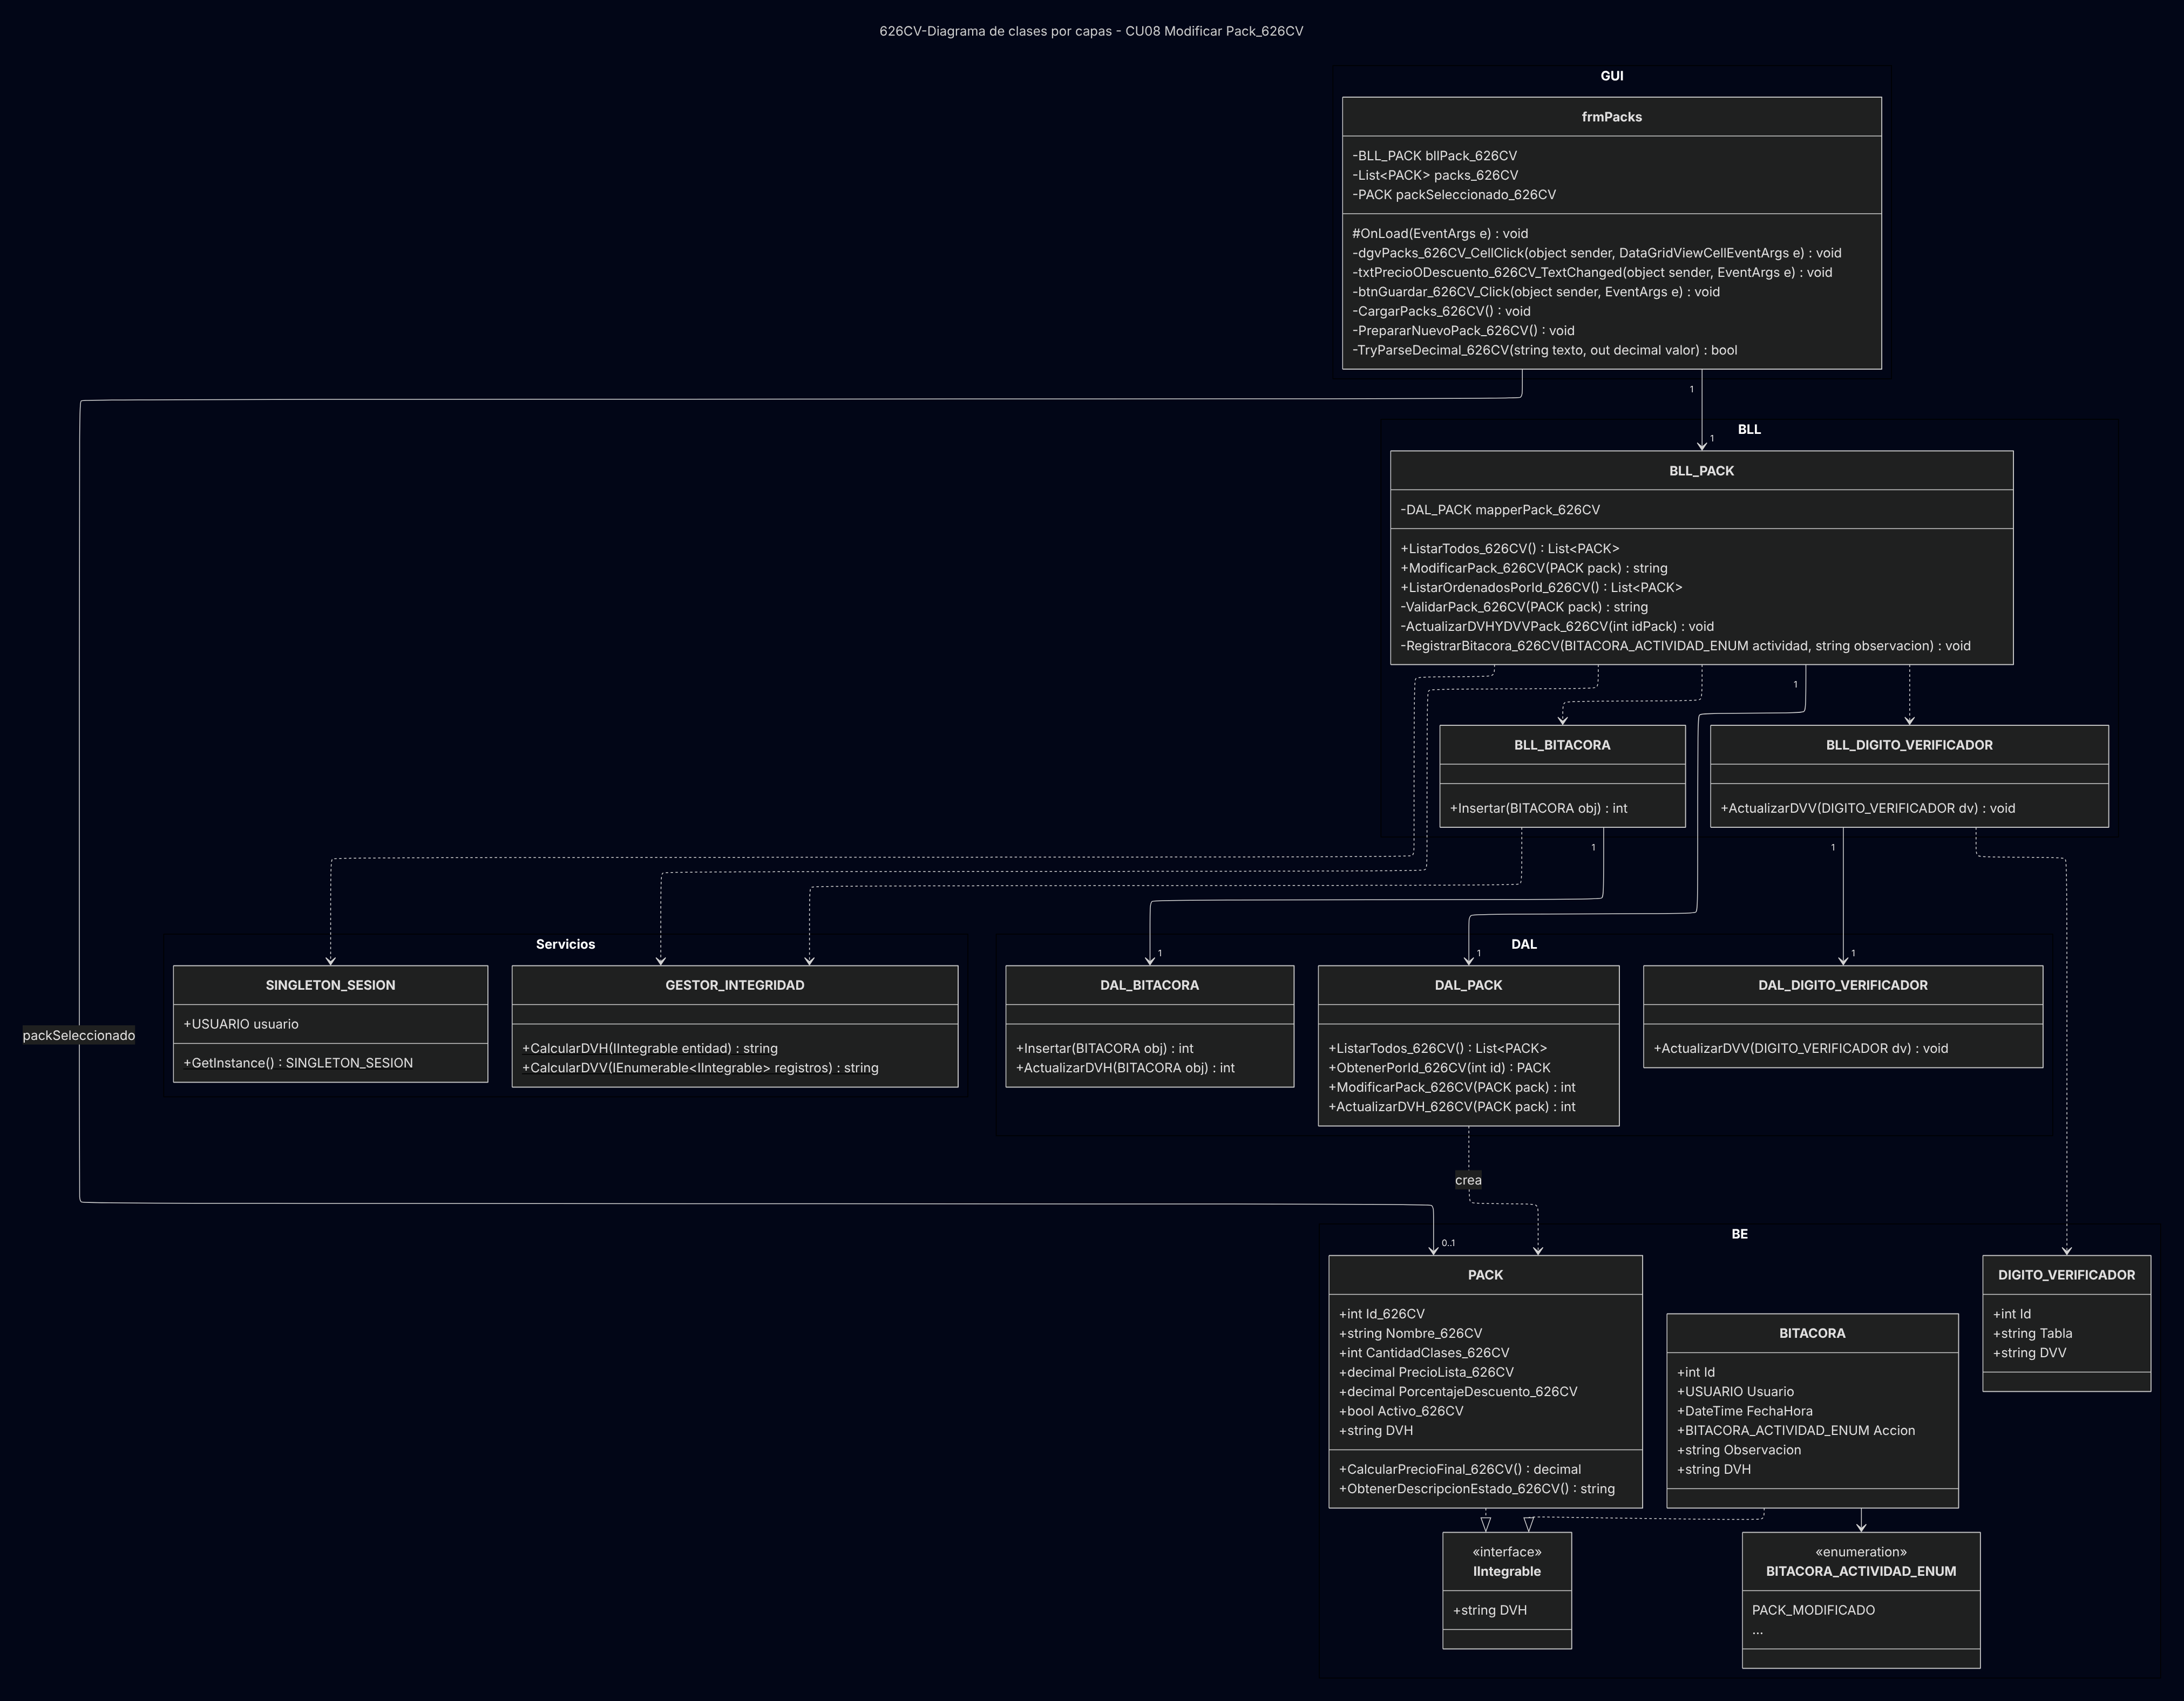 626CV-Diagrama de clases por capas - CU08 Modificar Pack_626CV
GUI
frmPacks
-BLL_PACK bllPack_626CV
-List<PACK> packs_626CV
-PACK packSeleccionado_626CV
#OnLoad(EventArgs e) : void
-dgvPacks_626CV_CellClick(object sender, DataGridViewCellEventArgs e) : void
-txtPrecioODescuento_626CV_TextChanged(object sender, EventArgs e) : void
-btnGuardar_626CV_Click(object sender, EventArgs e) : void
-CargarPacks_626CV() : void
-PrepararNuevoPack_626CV() : void
-TryParseDecimal_626CV(string texto, out decimal valor) : bool
1
1
BLL
BLL_PACK
-DAL_PACK mapperPack_626CV
+ListarTodos_626CV() : List<PACK>
+ModificarPack_626CV(PACK pack) : string
+ListarOrdenadosPorId_626CV() : List<PACK>
-ValidarPack_626CV(PACK pack) : string
-ActualizarDVHYDVVPack_626CV(int idPack) : void
-RegistrarBitacora_626CV(BITACORA_ACTIVIDAD_ENUM actividad, string observacion) : void
1
BLL_BITACORA
+Insertar(BITACORA obj) : int
BLL_DIGITO_VERIFICADOR
+ActualizarDVV(DIGITO_VERIFICADOR dv) : void
1
1
Servicios
SINGLETON_SESION
+USUARIO usuario
+GetInstance() : SINGLETON_SESION
GESTOR_INTEGRIDAD
+CalcularDVH(IIntegrable entidad) : string
+CalcularDVV(IEnumerable<IIntegrable> registros) : string
DAL
1
1
1
DAL_BITACORA
+Insertar(BITACORA obj) : int
+ActualizarDVH(BITACORA obj) : int
DAL_PACK
+ListarTodos_626CV() : List<PACK>
+ObtenerPorId_626CV(int id) : PACK
+ModificarPack_626CV(PACK pack) : int
+ActualizarDVH_626CV(PACK pack) : int
DAL_DIGITO_VERIFICADOR
+ActualizarDVV(DIGITO_VERIFICADOR dv) : void
packSeleccionado
crea
BE
0..1
PACK
+int Id_626CV
+string Nombre_626CV
+int CantidadClases_626CV
+decimal PrecioLista_626CV
+decimal PorcentajeDescuento_626CV
+bool Activo_626CV
+string DVH
+CalcularPrecioFinal_626CV() : decimal
+ObtenerDescripcionEstado_626CV() : string
BITACORA
+int Id
+USUARIO Usuario
+DateTime FechaHora
+BITACORA_ACTIVIDAD_ENUM Accion
+string Observacion
+string DVH
DIGITO_VERIFICADOR
+int Id
+string Tabla
+string DVV
«interface»
IIntegrable
+string DVH
«enumeration»
BITACORA_ACTIVIDAD_ENUM
PACK_MODIFICADO
...